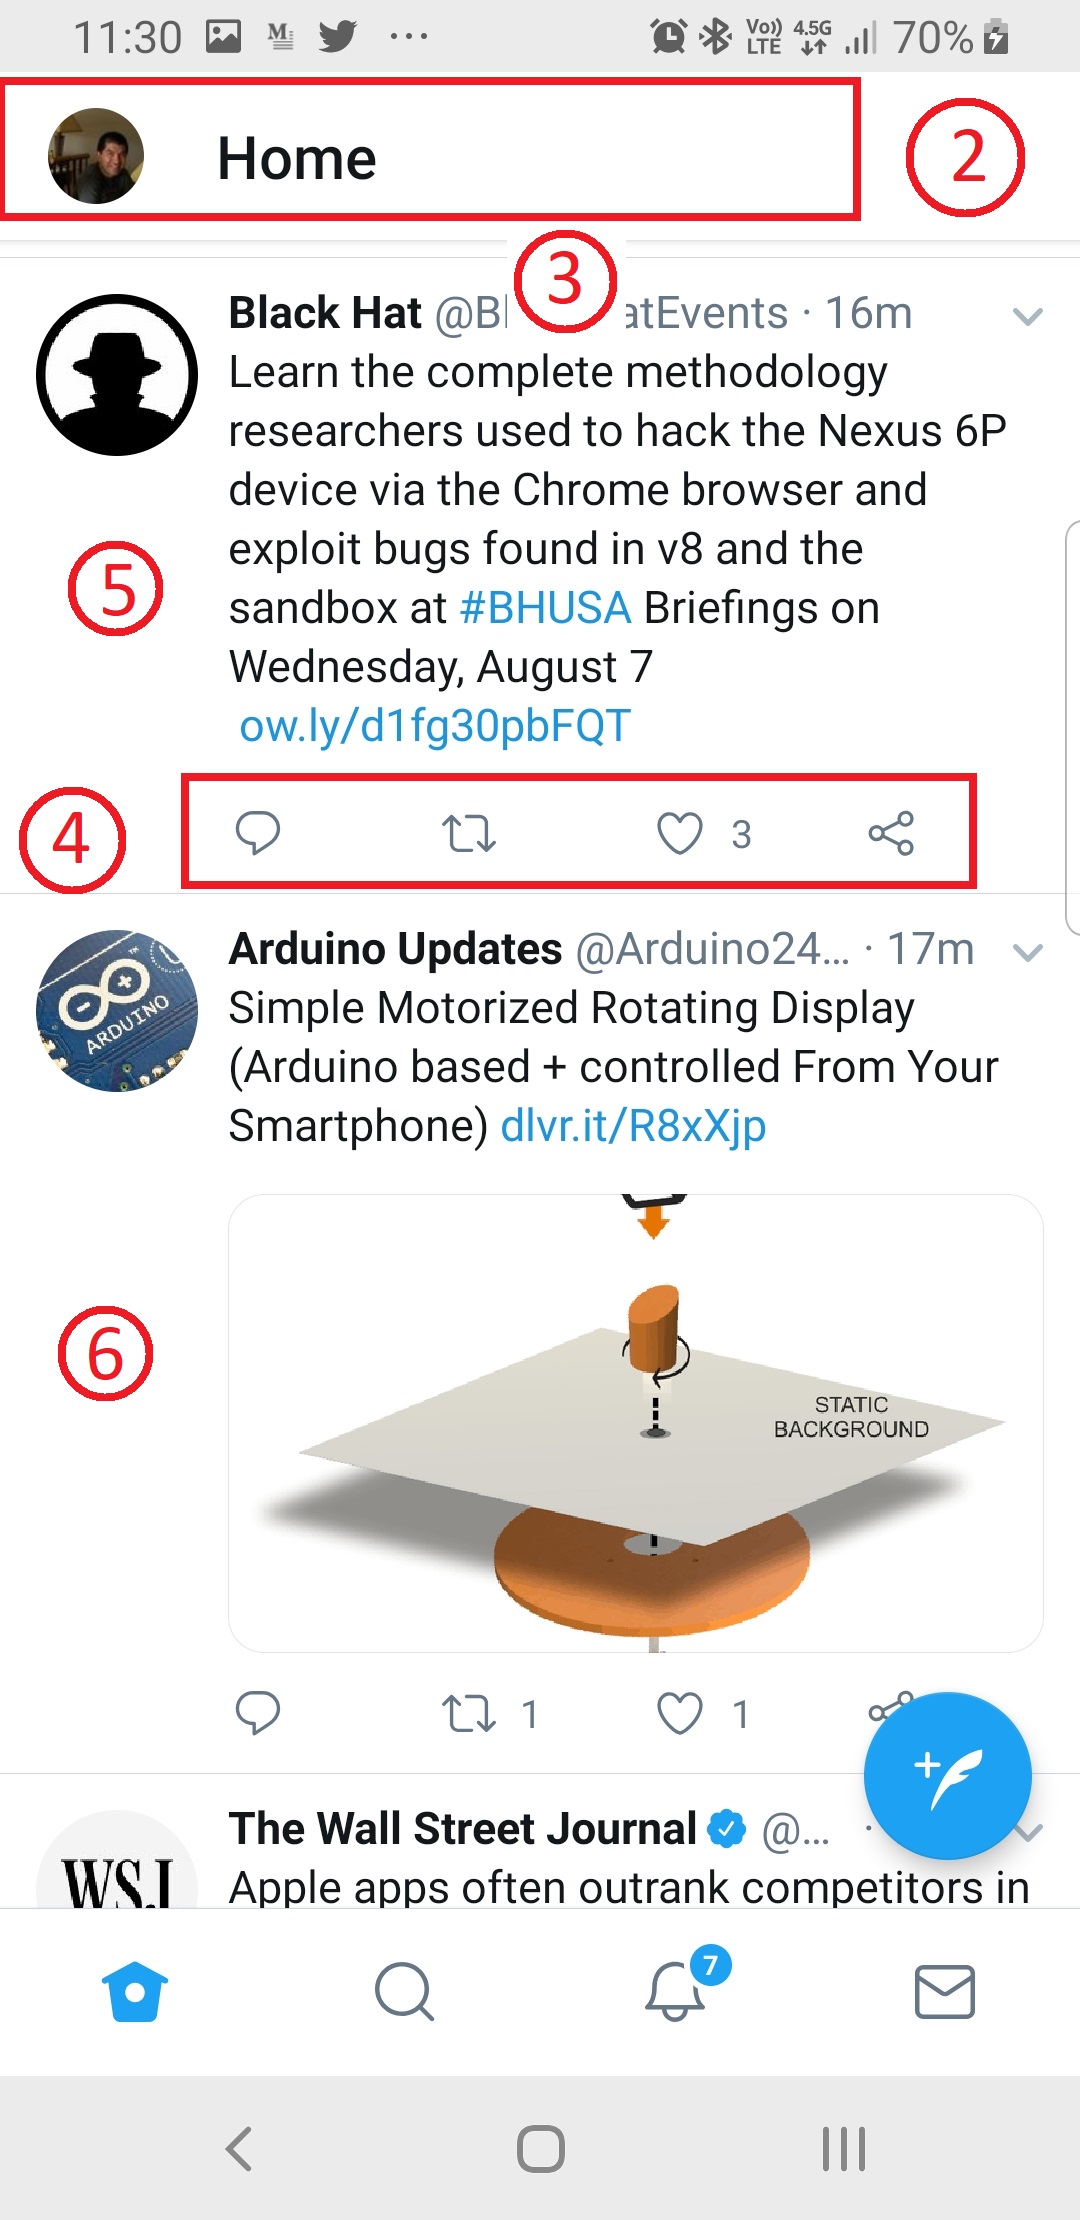 11:30 M Vo)) LTE 4.5G 70%
Home
2
3
Black Hat @Bl atEvents · 16m
Learn the complete methodology
researchers used to hack the Nexus 6P
device via the Chrome browser and
exploit bugs found in v8 and the
5
sandbox at #BHUSA Briefings on
Wednesday, August 7
ow.ly/d1fg30pbFQT
4
3
Arduino Updates @Arduino24... · 17m
ARDUINO
Simple Motorized Rotating Display
(Arduino based + controlled From Your
Smartphone) dlvr.it/R8xXjp
6
STATIC
BACKGROUND
1 1
The Wall Street Journal @... ·
WSJ
Apple apps often outrank competitors in
7